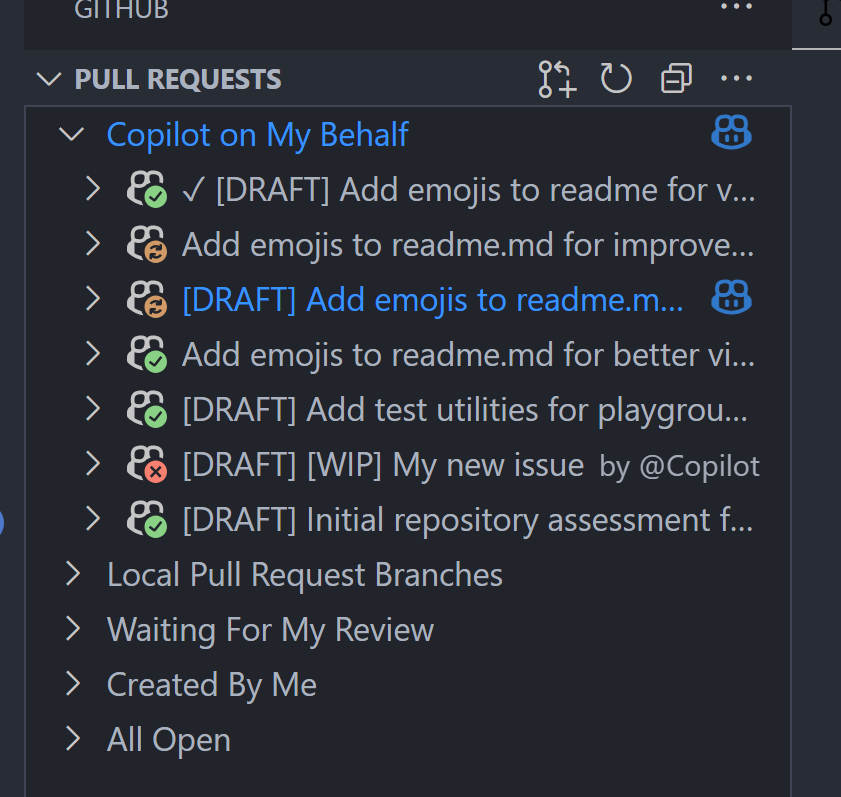 GITHUB
PULL REQUESTS
Copilot on My Behalf
✓ [DRAFT] Add emojis to readme for v...
Add emojis to readme.md for improve...
[DRAFT] Add emojis to readme.m...
Add emojis to readme.md for better vi...
[DRAFT] Add test utilities for playgrou...
[DRAFT] [WIP] My new issue by @Copilot
[DRAFT] Initial repository assessment f...
Local Pull Request Branches
Waiting For My Review
Created By Me
All Open